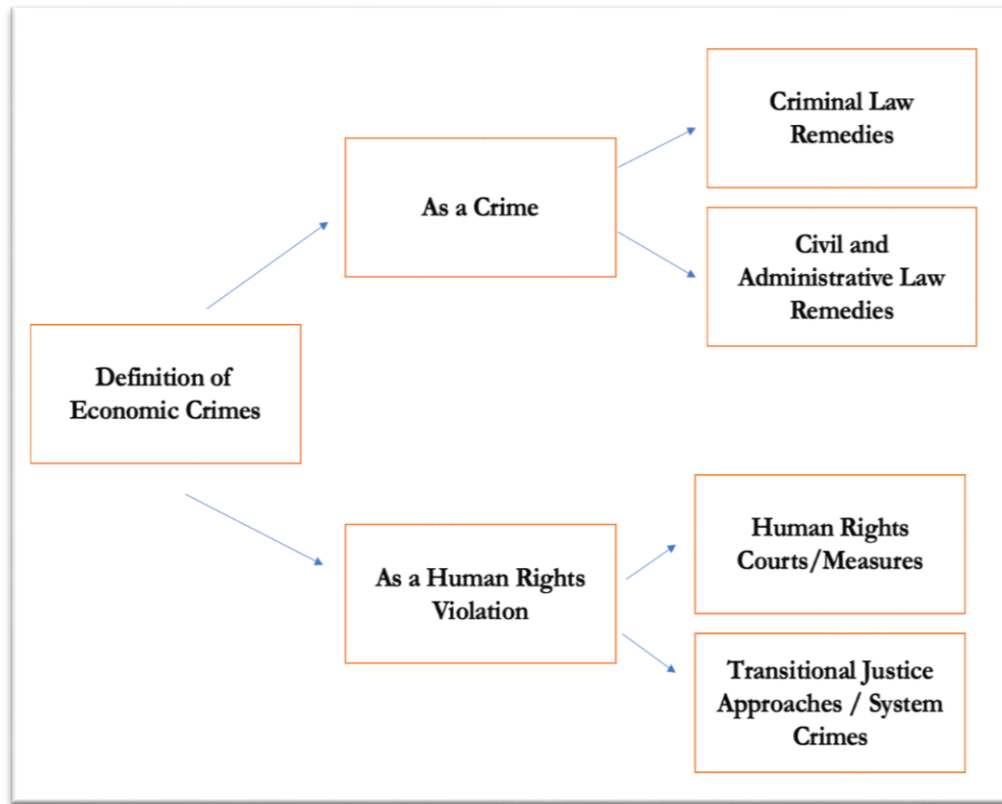 Criminal Law
Remedies
As a Crime
Civil and
Administrative Law
Remedies
Definition of
Economic Crimes
Human Rights
Courts/Measures
As a Human Rights
Violation
Transitional Justice
Approaches / System
Crimes